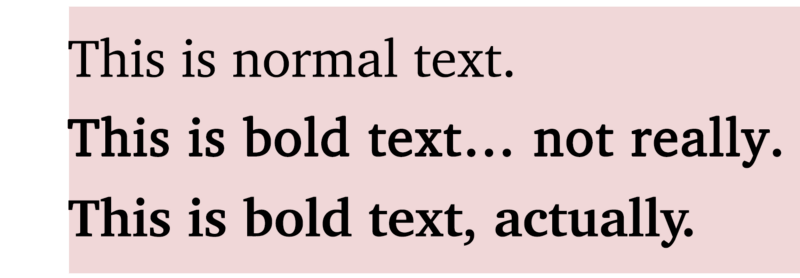 This is normal text.
This is bold text… not really.
This is bold text, actually.